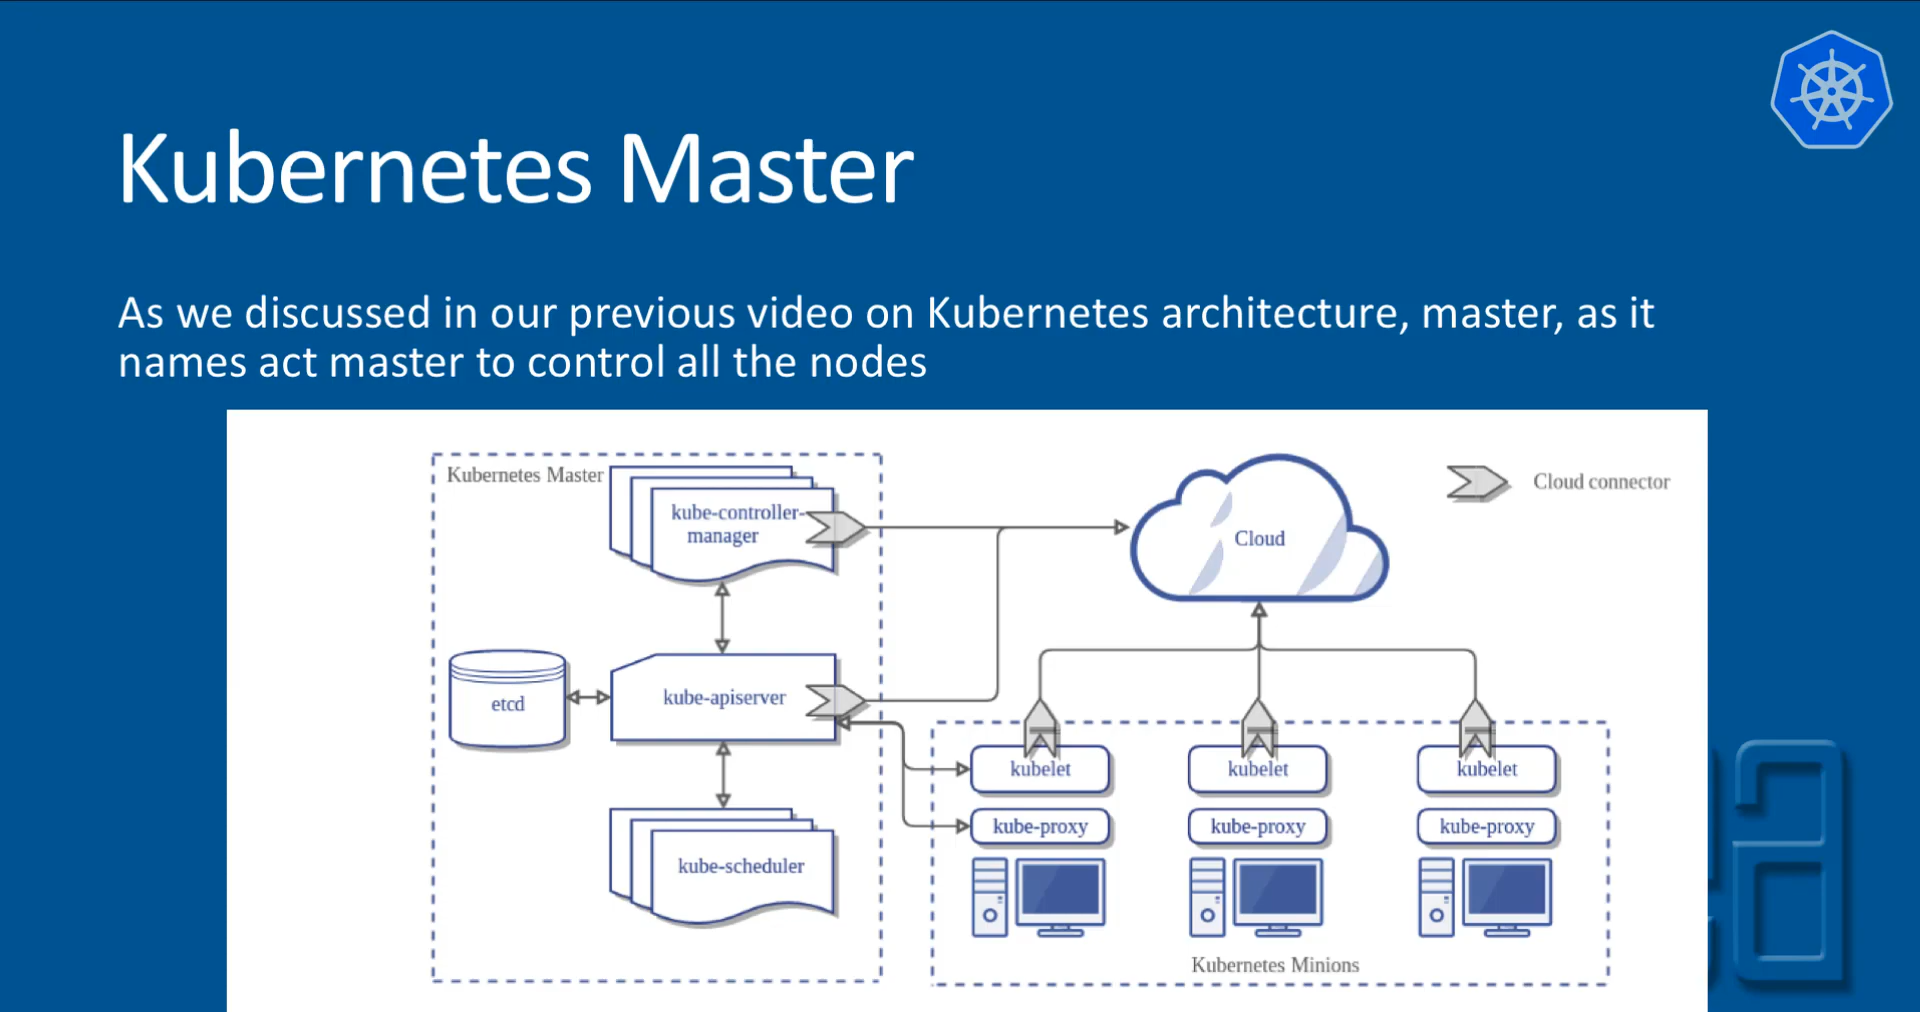 Kubernetes Master
As we discussed in our previous video on Kubernetes architecture, master, as it
names act master to control all the nodes
Kubernetes Master
kube-controller-
manager
Cloud
Cloud connector
etcd
kube-apiserver
kube-scheduler
kubelet
kubelet
kubelet
kube-proxy
kube-proxy
kube-proxy
Kubernetes Minions